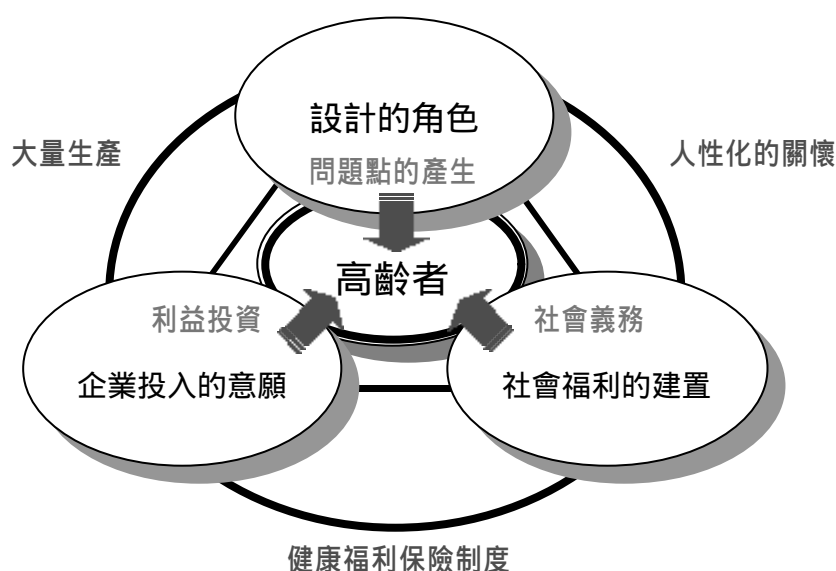 設計的角色
問題點的產生
大量生產
人性化的關懷
高齡者
利益投資
企業投入的意願
社會義務
社會福利的建置
健康福利保險制度